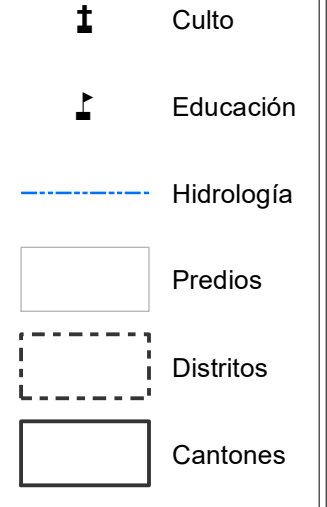 Culto
Educación
Hidrología
Predios
Distritos
Cantones